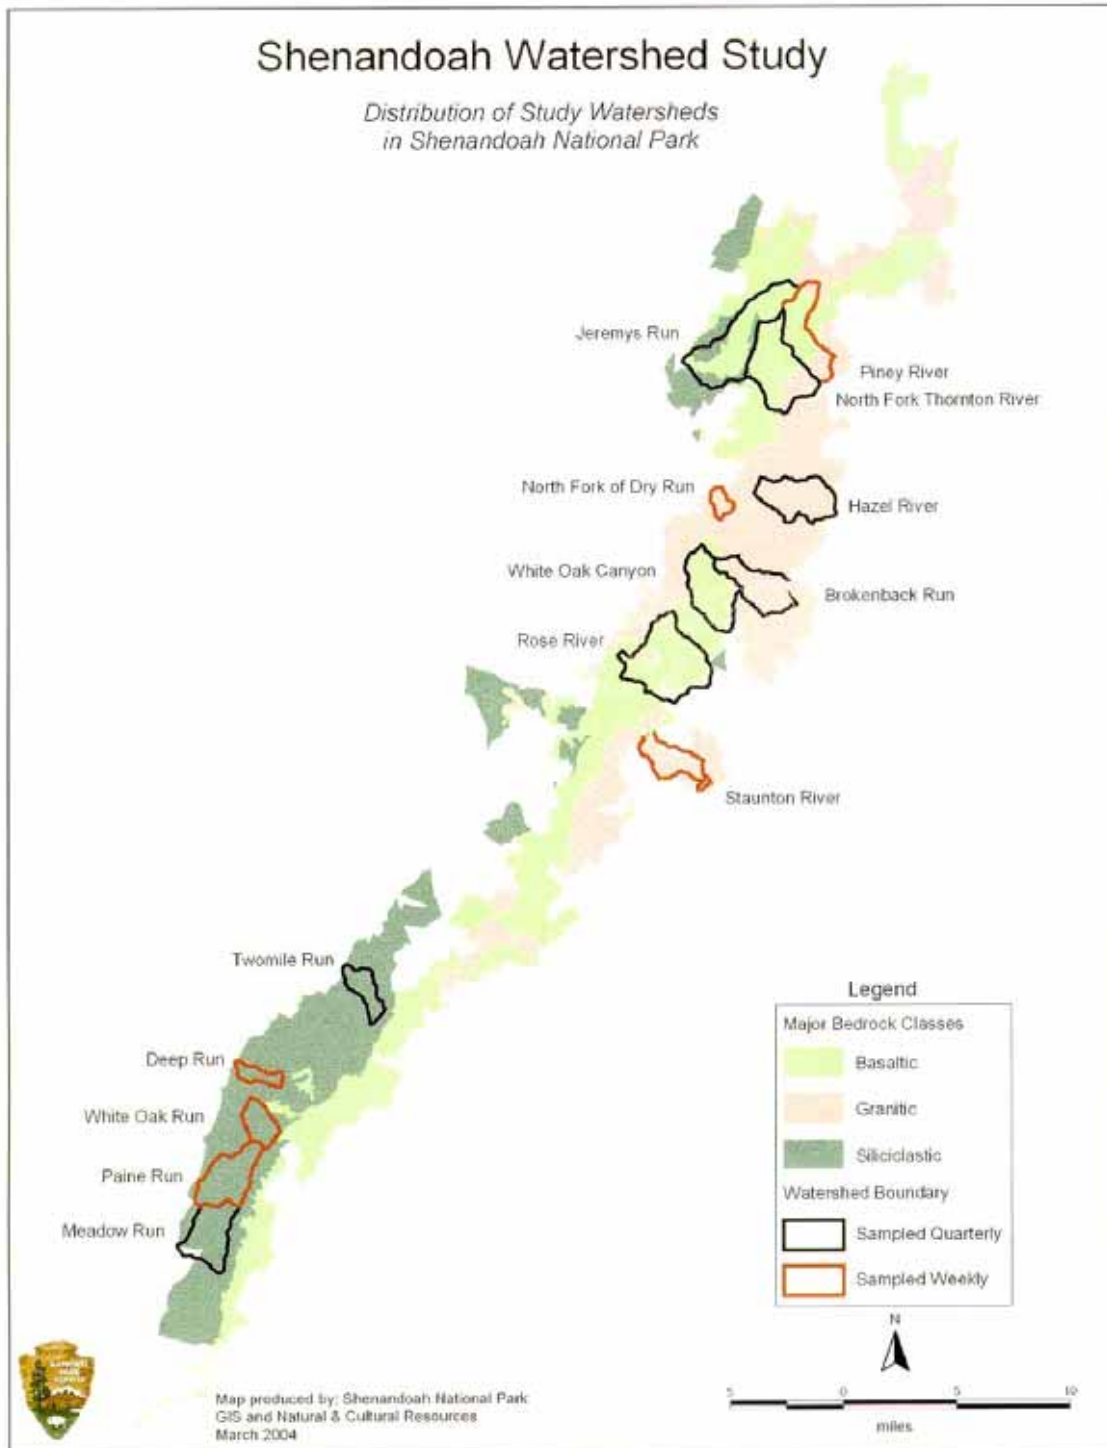 Shenandoah Watershed Study
Distribution of Study Watersheds
in Shenandoah National Park
Jeremys Run
Piney River
North Fork Thornton River
North Fork of Dry Run
Hazel River
White Oak Canyon
Brokenback Run
Rose River
Staunton River
Twomile Run
Deep Run
White Oak Run
Paine Run
Meadow Run
Legend
Major Bedrock Classes
Basaltic
Granitic
Siliciclastic
Watershed Boundary
Sampled Quarterly
Sampled Weekly
N
5 0 5 10
miles
Map produced by: Shenandoah National Park
GIS and Natural & Cultural Resources
March 2004